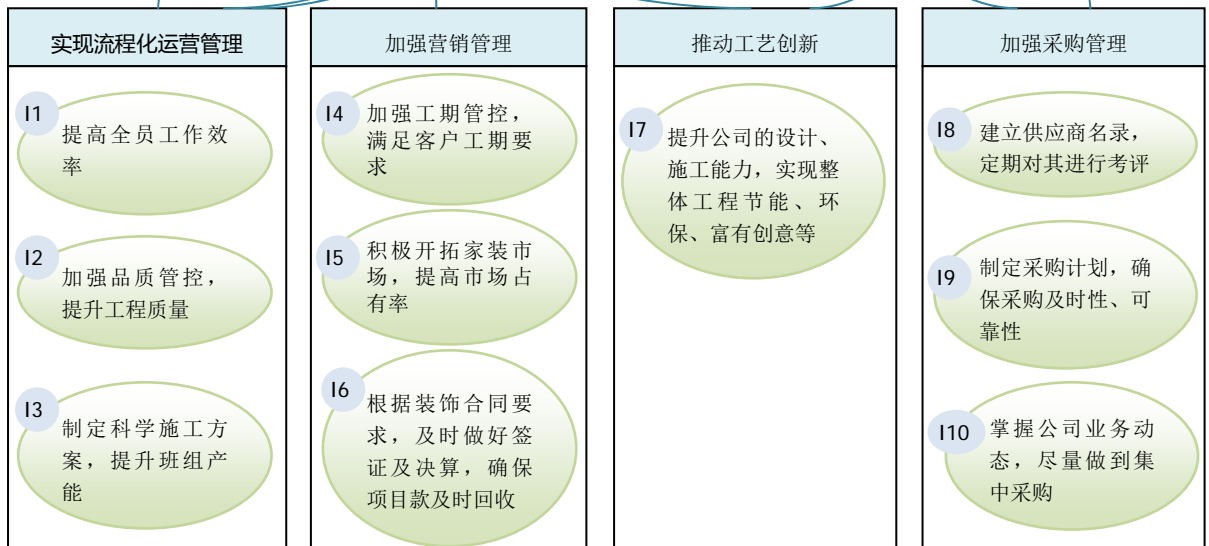 实现流程化运营管理
I1
提高全员工作效
率
I2
加强品质管控，
提升工程质量
I3
制定科学施工方
案，提升班组产
能
加强营销管理
I4
加强工期管控，
满足客户工期要
求
I5
积极开拓家装市
场，提高市场占
有率
I6
根据装饰合同要
求，及时做好签
证及决算，确保
项目款及时回收
推动工艺创新
I7
提升公司的设计、
施工能力，实现整
体工程节能、环
保、富有创意等
加强采购管理
I8
建立供应商名录，
定期对其进行考评
I9
制定采购计划，确
保采购及时性、可
靠性
I10
掌握公司业务动
态，尽量做到集
中采购